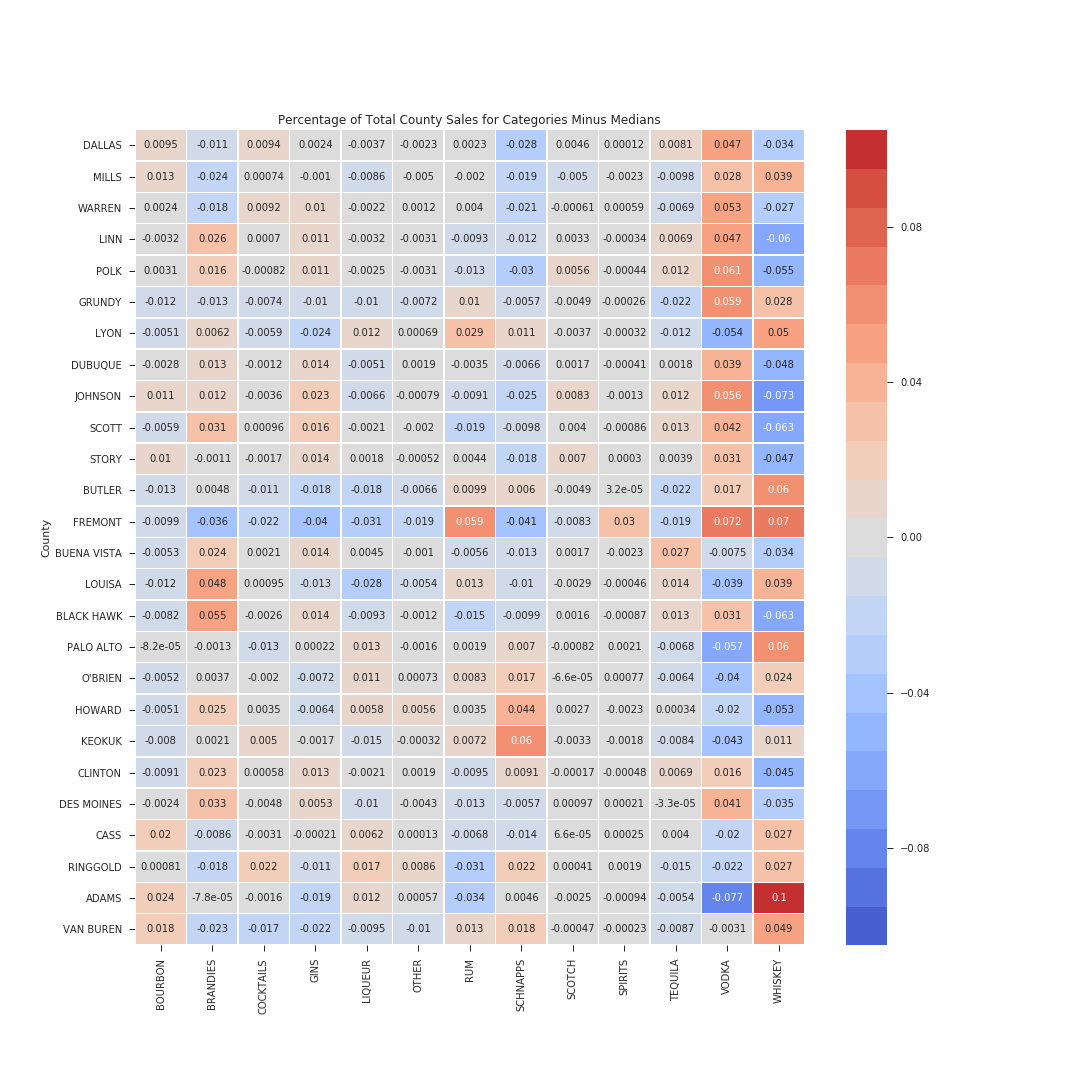 Percentage of Total County Sales for Categories Minus Medians
County
DALLAS 0.0095 -0.011 0.0094 0.0024 -0.0037 -0.0023 0.0023 -0.028 0.0046 0.00012 0.0081 0.047 -0.034
MILLS 0.013 -0.024 0.00074 -0.001 -0.0086 -0.005 -0.002 -0.019 -0.005 -0.0023 -0.0098 0.028 0.039
WARREN 0.0024 -0.018 0.0092 0.01 -0.0022 0.0012 0.004 -0.021 -0.00061 0.00059 -0.0069 0.053 -0.027
LINN -0.0032 0.026 0.0007 0.011 -0.0032 -0.0031 -0.0093 -0.012 0.0033 -0.00034 0.0069 0.047 -0.06
POLK 0.0031 0.016 -0.00082 0.011 -0.0025 -0.0031 -0.013 -0.03 0.0056 -0.00044 0.012 0.061 -0.055
GRUNDY -0.012 -0.013 -0.0074 -0.01 -0.01 -0.0072 0.01 -0.0057 -0.0049 -0.00026 -0.022 0.059 0.028
LYON -0.0051 0.0062 -0.0059 -0.024 0.012 0.00069 0.029 0.011 -0.0037 -0.00032 -0.012 -0.054 0.05
DUBUQUE -0.0028 0.013 -0.0012 0.014 -0.0051 0.0019 -0.0035 -0.0066 0.0017 -0.00041 0.0018 0.039 -0.048
JOHNSON 0.011 0.012 -0.0036 0.023 -0.0066 -0.00079 -0.0091 -0.025 0.0083 -0.0013 0.012 0.056 -0.073
SCOTT -0.0059 0.031 0.00096 0.016 -0.0021 -0.002 -0.019 -0.0098 0.004 -0.00086 0.013 0.042 -0.063
STORY 0.01 -0.0011 -0.0017 0.014 0.0018 -0.00052 0.0044 -0.018 0.007 0.0003 0.0039 0.031 -0.047
BUTLER -0.013 0.0048 -0.011 -0.018 -0.018 -0.0066 0.0099 0.006 -0.0049 3.2e-05 -0.022 0.017 0.06
FREMONT -0.0099 -0.036 -0.022 -0.04 -0.031 -0.019 0.059 -0.041 -0.0083 0.03 -0.019 0.072 0.07
BUENA VISTA -0.0053 0.024 0.0021 0.014 0.0045 -0.001 -0.0056 -0.013 0.0017 -0.0023 0.027 -0.0075 -0.034
LOUISA -0.012 0.048 0.00095 -0.013 -0.028 -0.0054 0.013 -0.01 -0.0029 -0.00046 0.014 -0.039 0.039
BLACK HAWK -0.0082 0.055 -0.0026 0.014 -0.0093 -0.0012 -0.015 -0.0099 0.0016 -0.00087 0.013 0.031 -0.063
PALO ALTO -8.2e-05 -0.0013 -0.013 0.00022 0.013 -0.0016 0.0019 0.007 -0.00082 0.0021 -0.0068 -0.057 0.06
O'BRIEN -0.0052 0.0037 -0.002 -0.0072 0.011 0.00073 0.0083 0.017 -6.6e-05 0.00077 -0.0064 -0.04 0.024
HOWARD -0.0051 0.025 0.0035 -0.0064 0.0058 0.0056 0.0035 0.044 0.0027 -0.0023 0.00034 -0.02 -0.053
KEOKUK -0.008 0.0021 0.005 -0.0017 -0.015 -0.00032 0.0072 0.06 -0.0033 -0.0018 -0.0084 -0.043 0.011
CLINTON -0.0091 0.023 0.00058 0.013 -0.0021 0.0019 -0.0095 0.0091 -0.00017 -0.00048 0.0069 0.016 -0.045
DES MOINES -0.0024 0.033 -0.0048 0.0053 -0.01 -0.0043 -0.013 -0.0057 0.00097 0.00021 -3.3e-05 0.041 -0.035
CASS 0.02 -0.0086 -0.0031 -0.00021 0.0062 0.00013 -0.0068 -0.014 6.6e-05 0.00025 0.004 -0.02 0.027
RINGGOLD 0.00081 -0.018 0.022 -0.011 0.017 0.0086 -0.031 0.022 0.00041 0.0019 -0.015 -0.022 0.027
ADAMS 0.024 -7.8e-05 -0.0016 -0.019 0.012 0.00057 -0.034 0.0046 -0.0025 -0.00094 -0.0054 -0.077 0.1
VAN BUREN 0.018 -0.023 -0.017 -0.022 -0.0095 -0.01 0.013 0.018 -0.00047 -0.00023 -0.0087 -0.0031 0.049
BOURBON BRANDIES COCKTAILS GINS LIQUEUR OTHER RUM SCHNAPPS SCOTCH SPIRITS TEQUILA VODKA WHISKEY
0.08
0.04
0.00
−0.04
−0.08